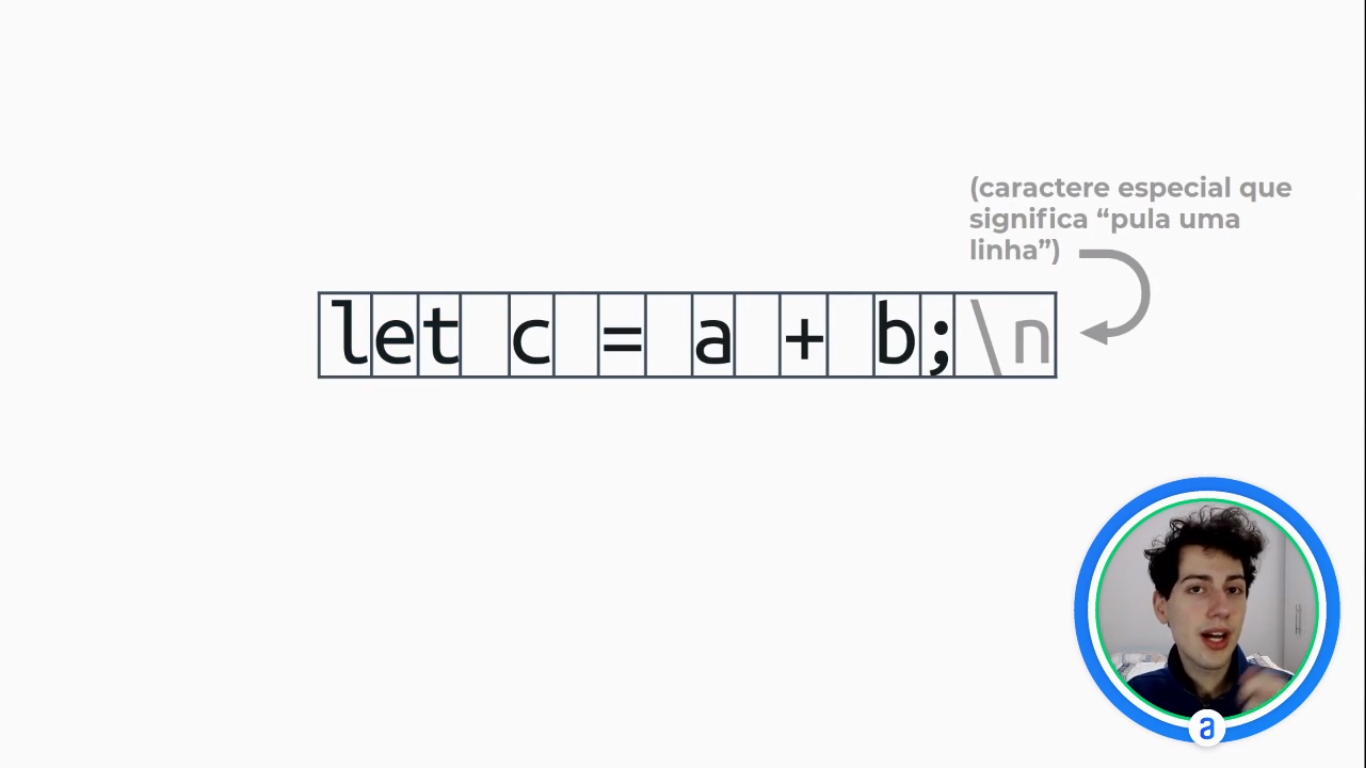 (caractere especial que
significa “pula uma
linha”)
let c = a + b;\n
a